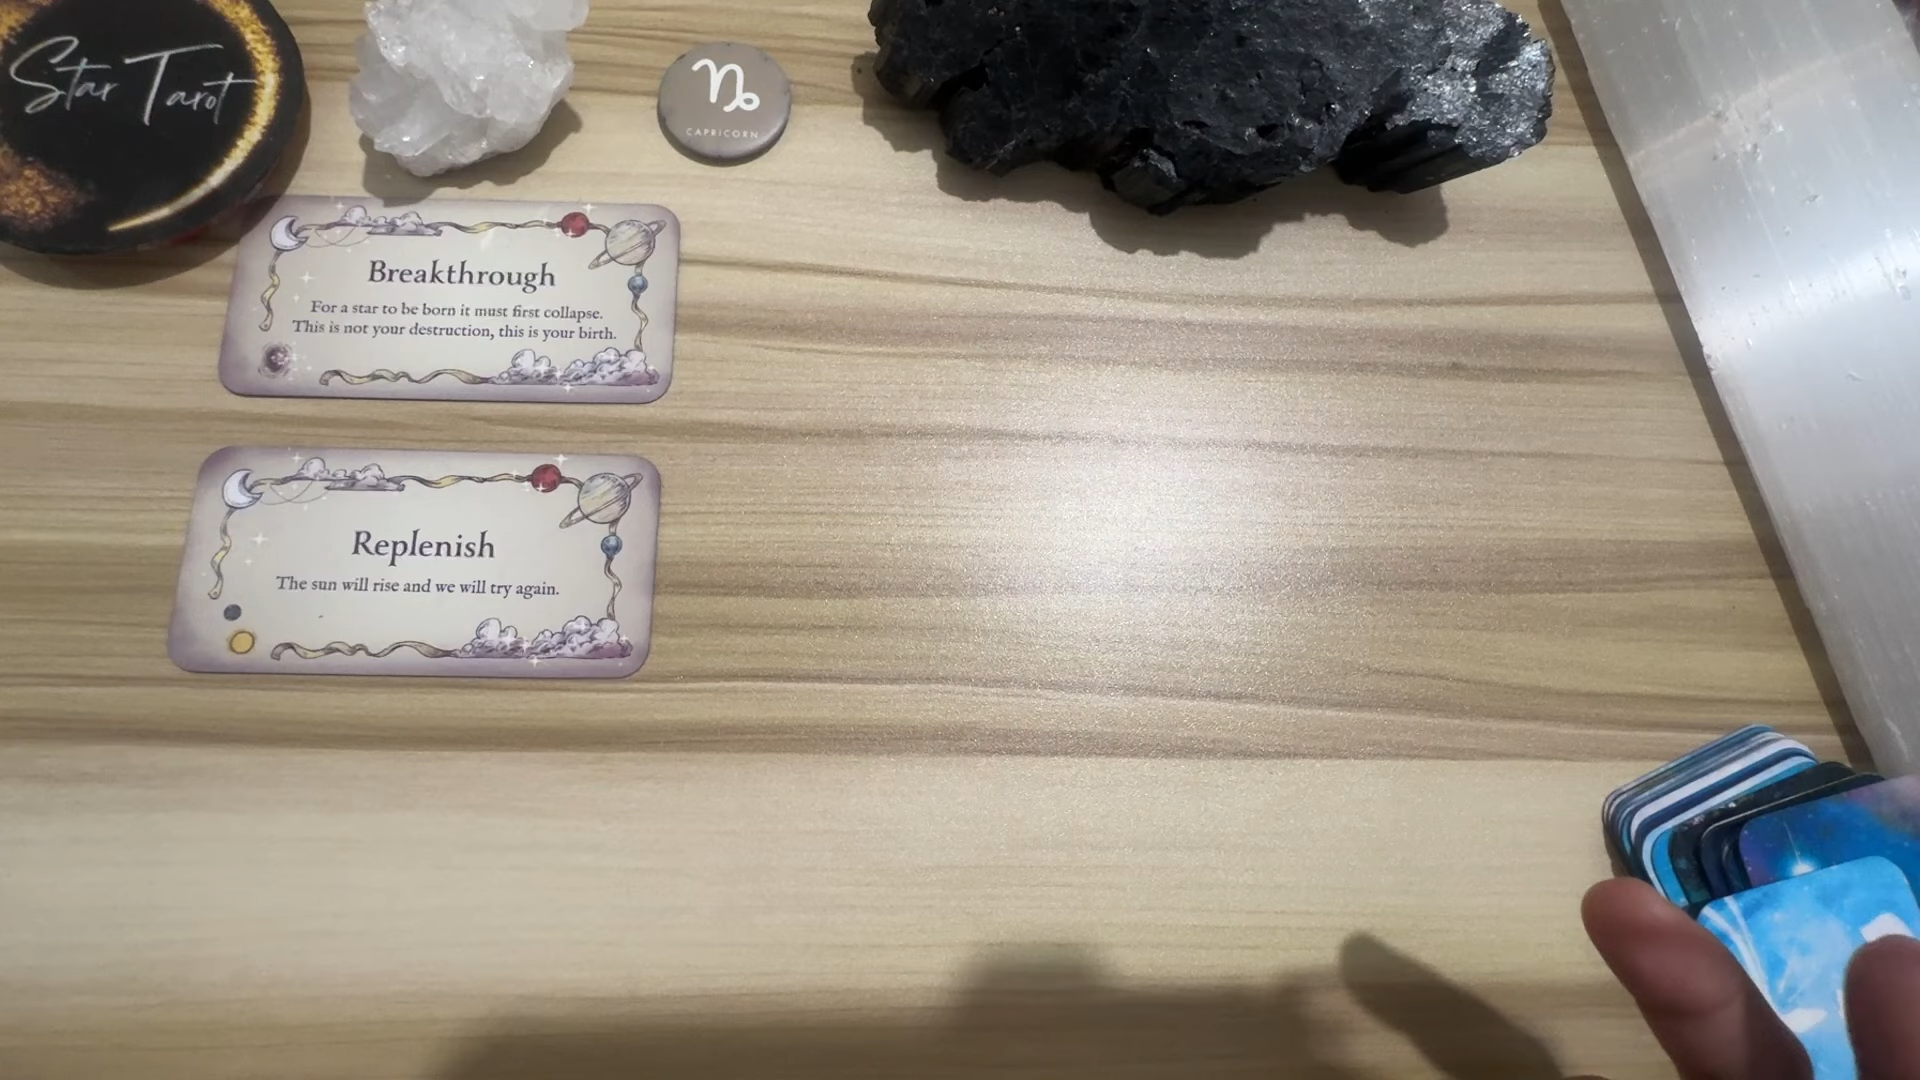 Star Tarot
CAPRICORN
Breakthrough
For a star to be born it must first collapse.
This is not your destruction, this is your birth.
Replenish
The sun will rise and we will try again.